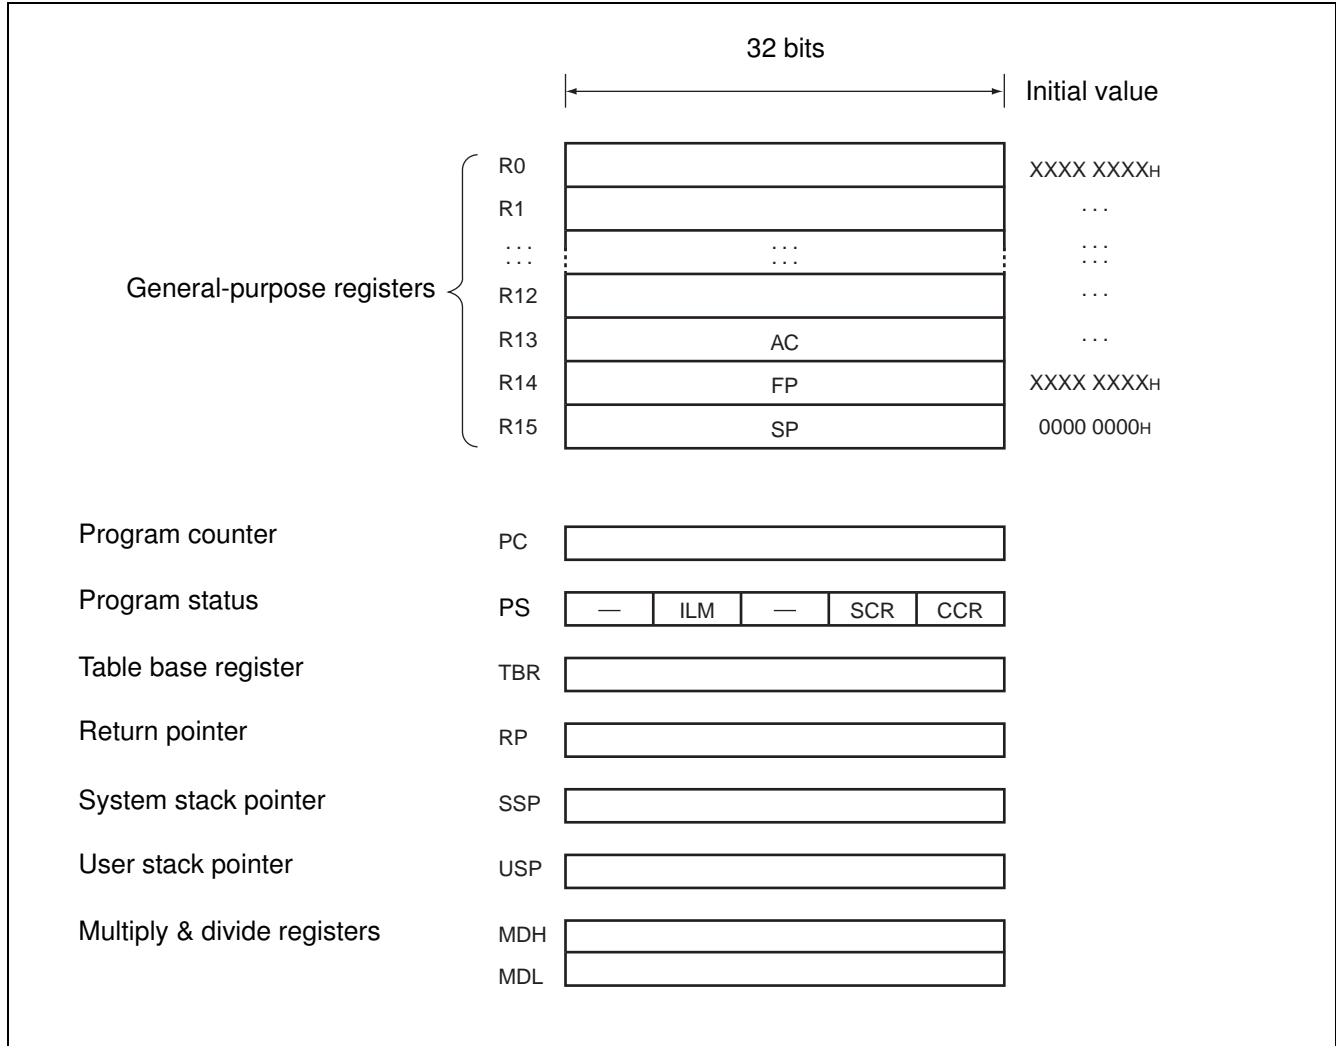 32 bits
Initial value
General-purpose registers
R0 XXXX XXXXH
R1 . . .
. . . . . . . . .
. . . . . . . . .
R12 . . .
R13 AC . . .
R14 FP XXXX XXXXH
R15 SP 0000 0000H
Program counter PC
Program status PS — ILM — SCR CCR
Table base register TBR
Return pointer RP
System stack pointer SSP
User stack pointer USP
Multiply & divide registers MDH
MDL